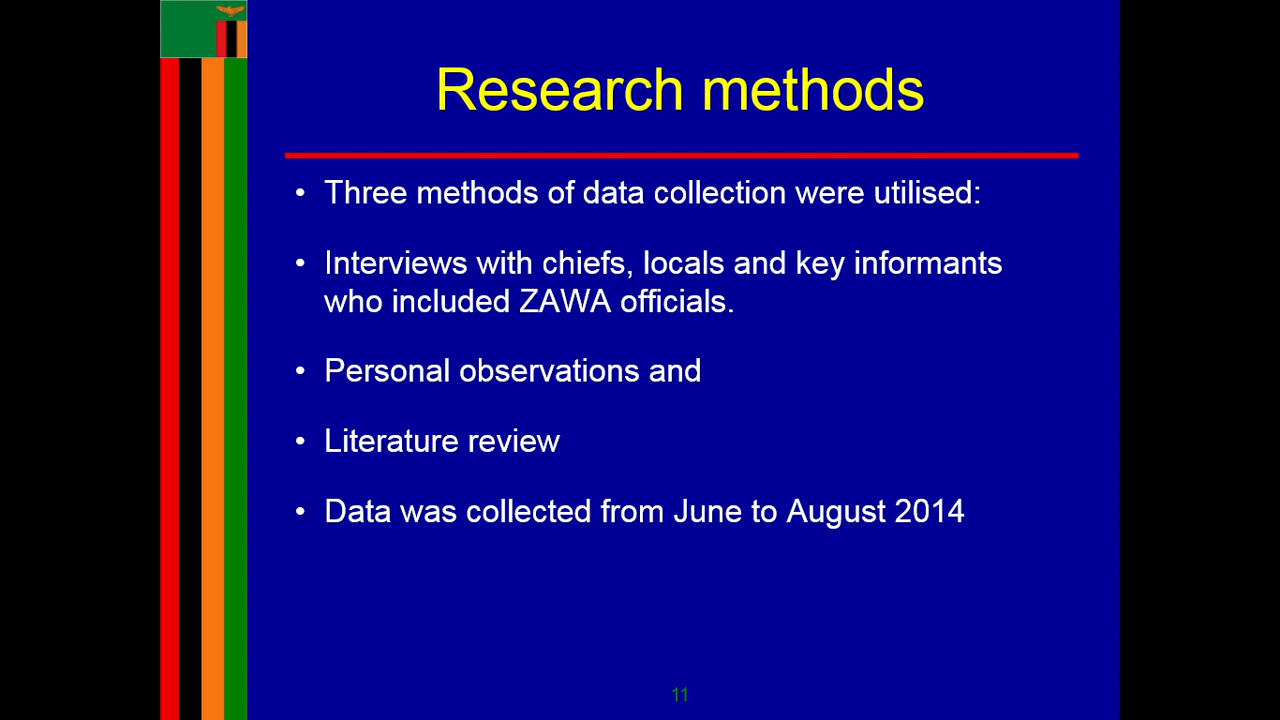 Research methods
• Three methods of data collection were utilised:
• Interviews with chiefs, locals and key informants
who included ZAWA officials.
• Personal observations and
• Literature review
• Data was collected from June to August 2014
11